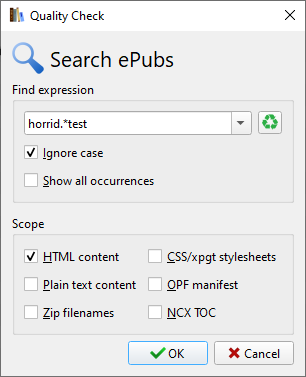 Quality Check
Search ePubs
Find expression
horrid.*test
Ignore case
Show all occurrences
Scope
HTML content CSS/xpgt stylesheets
Plain text content OPF manifest
Zip filenames NCX TOC
OK Cancel